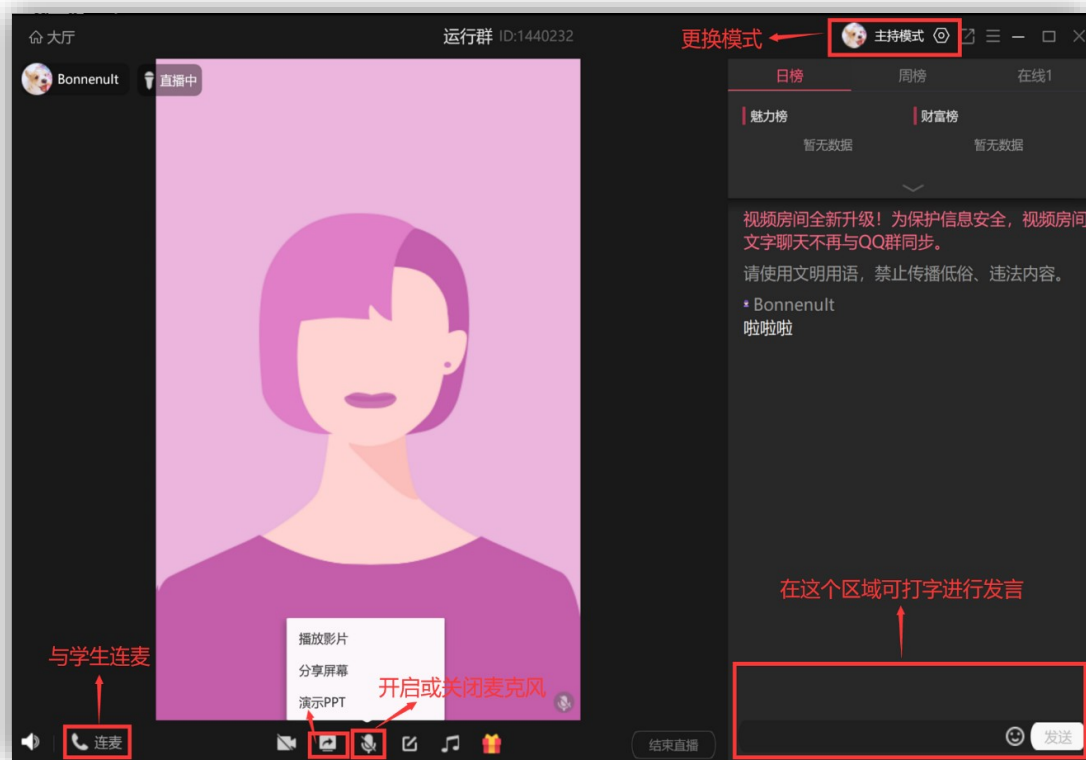 大厅
运行群 ID:1440232
更换模式
主持模式
Bonnenult
直播中
日榜
周榜
在线1
魅力榜
财富榜
暂无数据
暂无数据
视频房间全新升级！为保护信息安全，视频房间
文字聊天不再与QQ群同步。
请使用文明用语，禁止传播低俗、违法内容。
Bonnenult
啦啦啦
在这个区域可打字进行发言
与学生连麦
播放影片
分享屏幕
演示PPT
开启或关闭麦克风
连麦
结束直播
发送